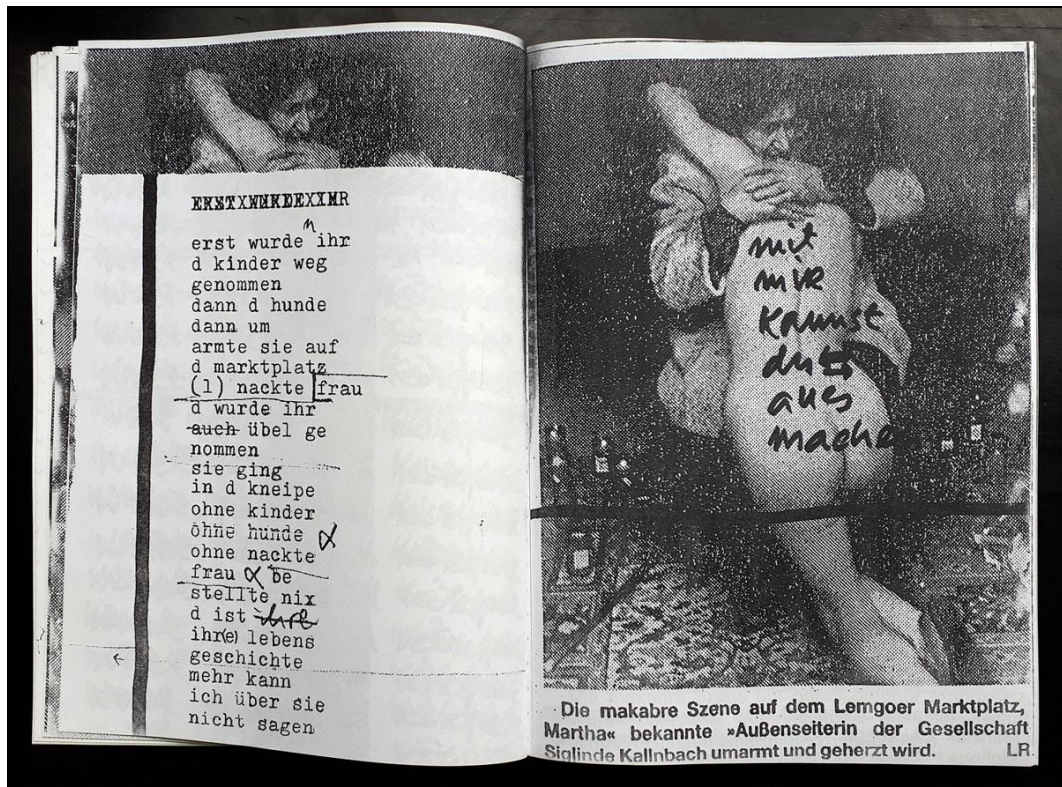 erst wurdenihr
d kinder weg
genommen
dann d hunde
dann um
armte sie auf
d marktplatz
(1) nackte frau
d wurde ihr
auch übel ge
nommen
sie ging
in d kneipe
ohne kinder
ohne hunde
ohne nackte
frau be
stellte nix
d ist ihre
ihr(e) lebens
geschichte
mehr kann
ich über sie
nicht sagen
mit
mir
kannst
du
alles
mache
Die makabre Szene auf dem Lemgoer Marktplatz,
Martha« bekannte »Außenseiterin der Gesellschaft
Siglinde Kallnbach umarmt und geherzt wird. LR